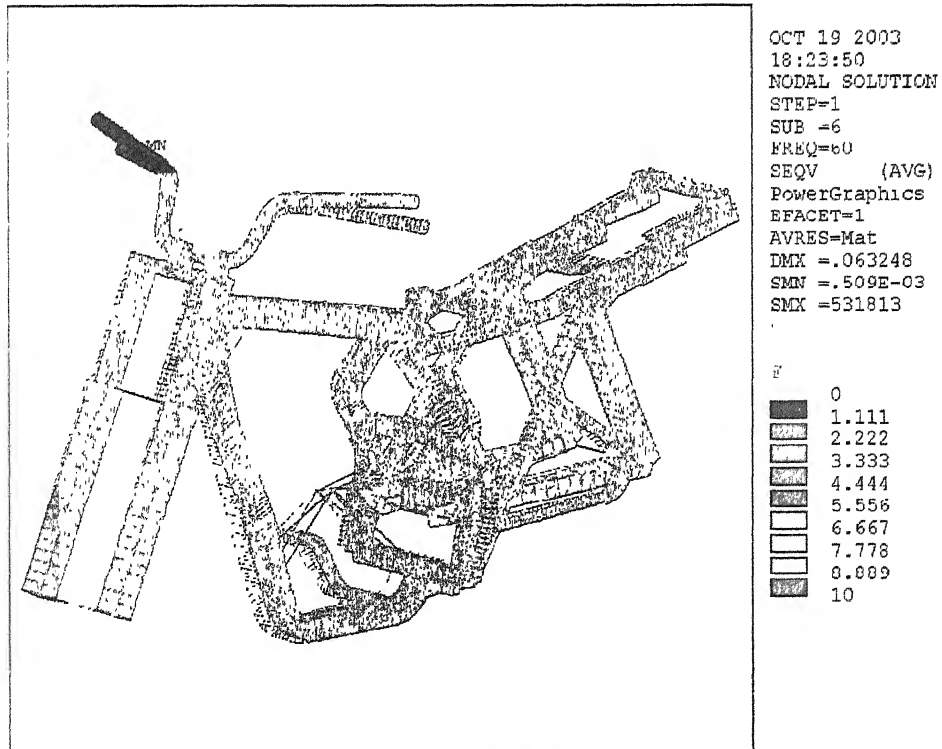 MN
OCT 19 2003
18:23:50
NODAL SOLUTION
STEP=1
SUB =6
FREQ=60
SEQV (AVG)
PowerGraphics
EFACET=1
AVRES=Mat
DMX =.063248
SMN =.509E-03
SMX =531813
0
1.111
2.222
3.333
4.444
5.556
6.667
7.778
8.889
10